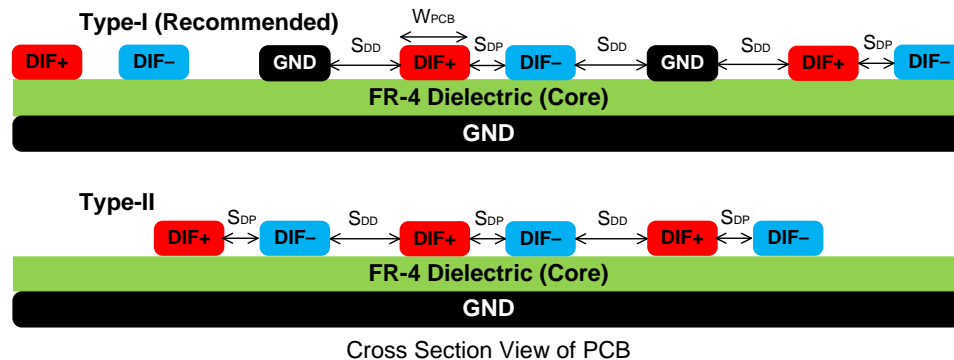 Type-I (Recommended)
WPCB
DIF+ DIF– GND SDD DIF+ SDP DIF– SDD GND SDD DIF+ SDP DIF–
FR-4 Dielectric (Core)
GND
Type-II
DIF+ SDP DIF– SDD DIF+ SDP DIF– SDD DIF+ SDP DIF–
FR-4 Dielectric (Core)
GND
Cross Section View of PCB